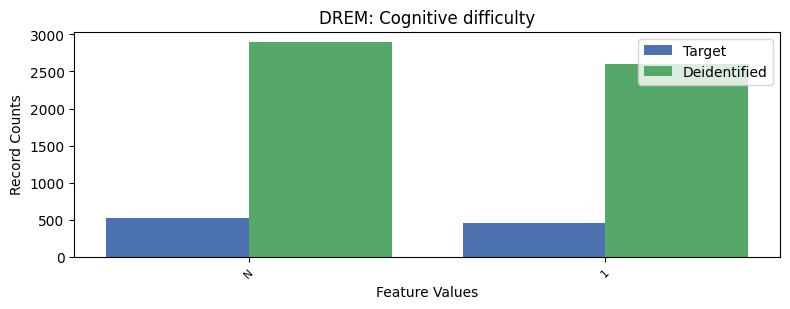 DREM: Cognitive difficulty
Record Counts
3000
2500
2000
1500
1000
500
0
Target
Deidentified
N
1
Feature Values